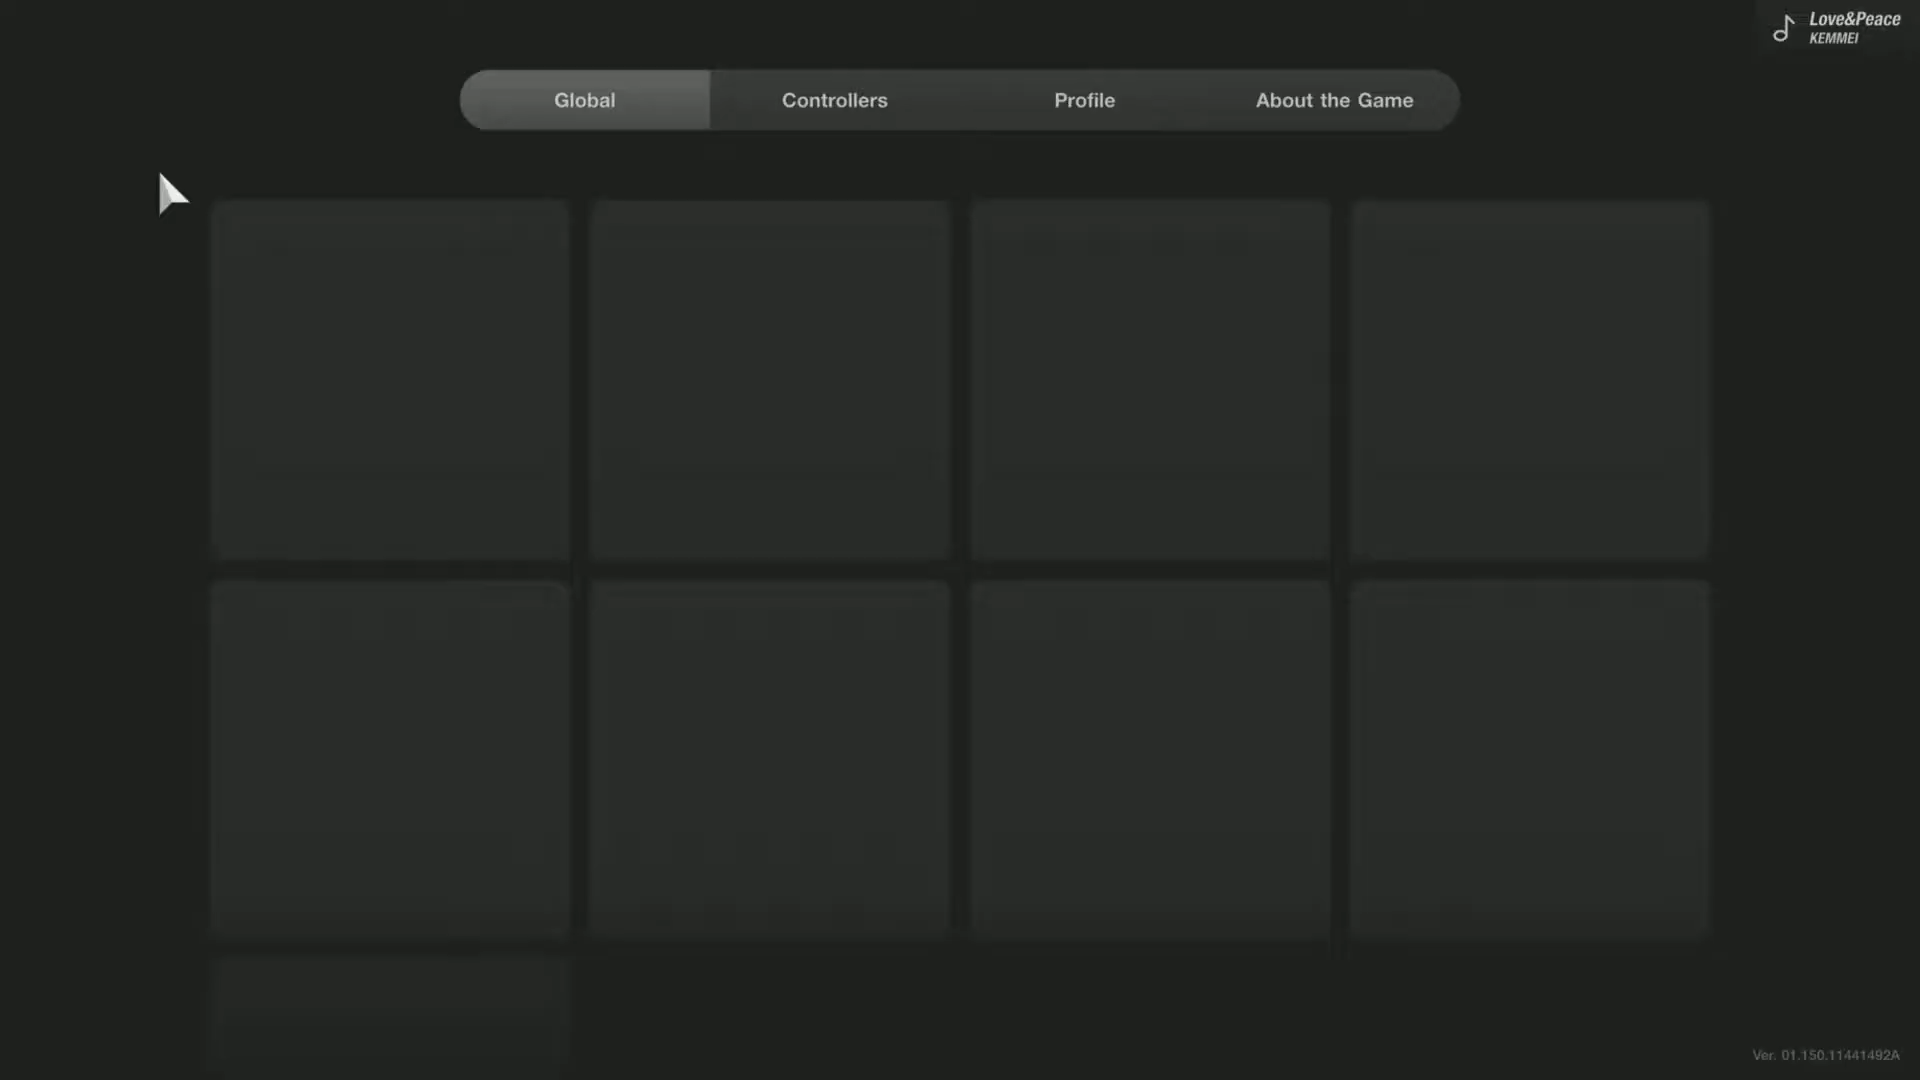 Love&Peace
KEMMEI
Global
Controllers
Profile
About the Game
Ver. 01.150.11441492A